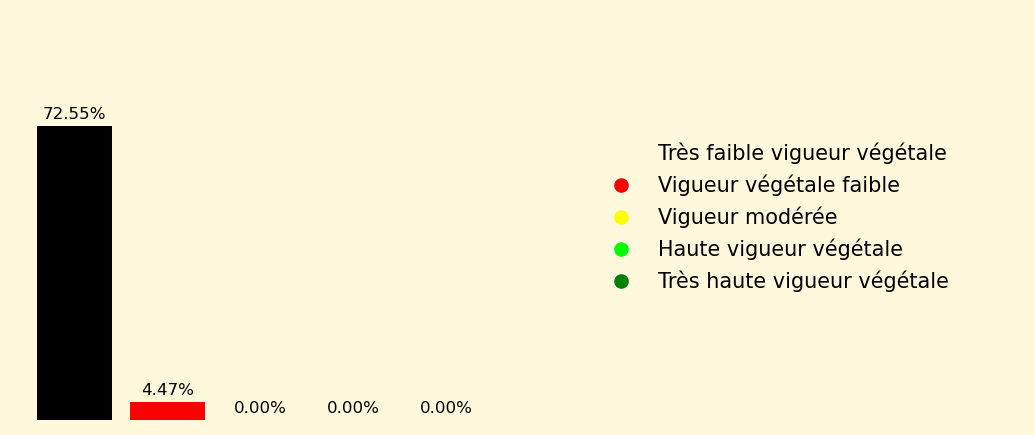 72.55%
4.47%
0.00%
0.00%
0.00%
Très faible vigueur végétale
Vigueur végétale faible
Vigueur modérée
Haute vigueur végétale
Très haute vigueur végétale